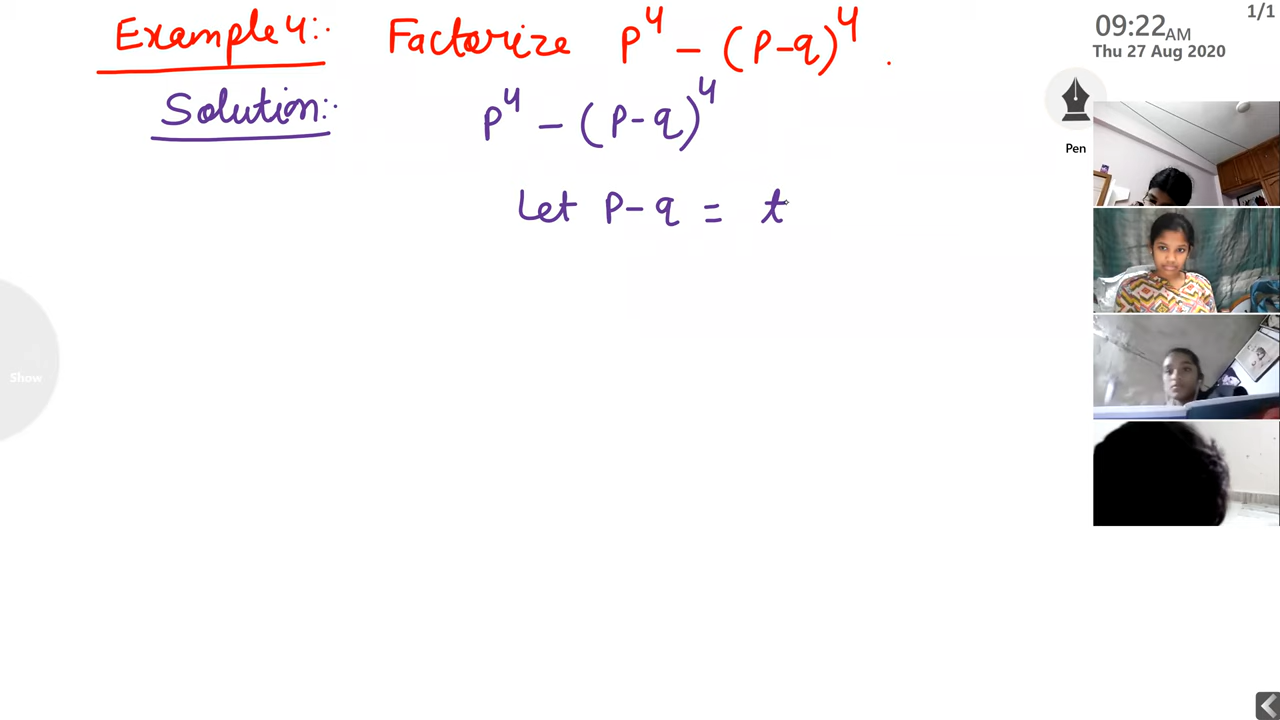 Example 4:. Factorize P⁴ - (P-q)⁴ .
Solution:. P⁴ - (P-q)⁴
Let P-q = t
1/1
09:22AM
Thu 27 Aug 2020
Pen
Show